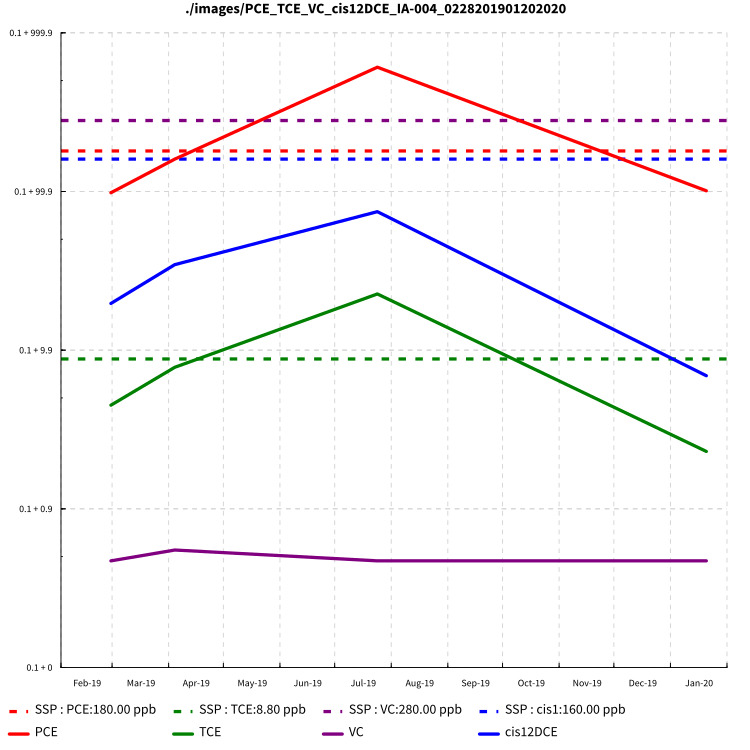 ./images/PCE_TCE_VC_cis12DCE_IA-004_0228201901202020
0.1 + 999.9
0.1 + 99.9
0.1 + 9.9
0.1 + 0.9
0.1 + 0
Feb-19 Mar-19 Apr-19 May-19 Jun-19 Jul-19 Aug-19 Sep-19 Oct-19 Nov-19 Dec-19 Jan-20
SSP : PCE:180.00 ppb SSP : TCE:8.80 ppb SSP : VC:280.00 ppb SSP : cis1:160.00 ppb
PCE TCE VC cis12DCE